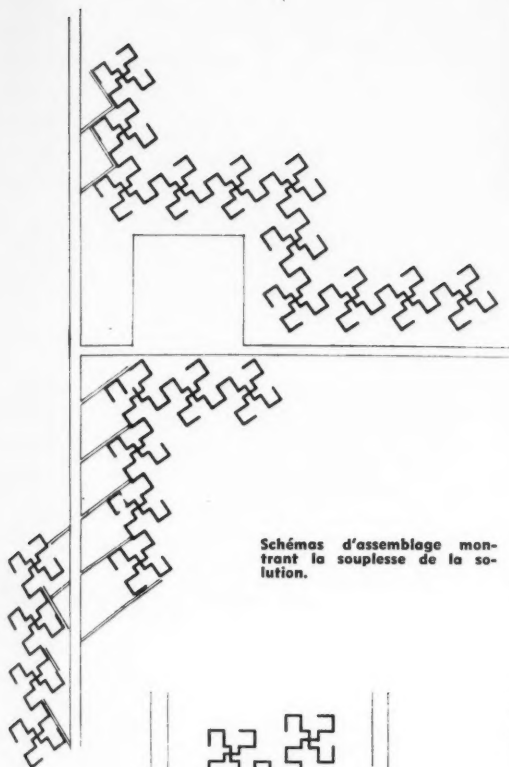 Schémas d'assemblage mon-
trant la souplesse de la so-
lution.